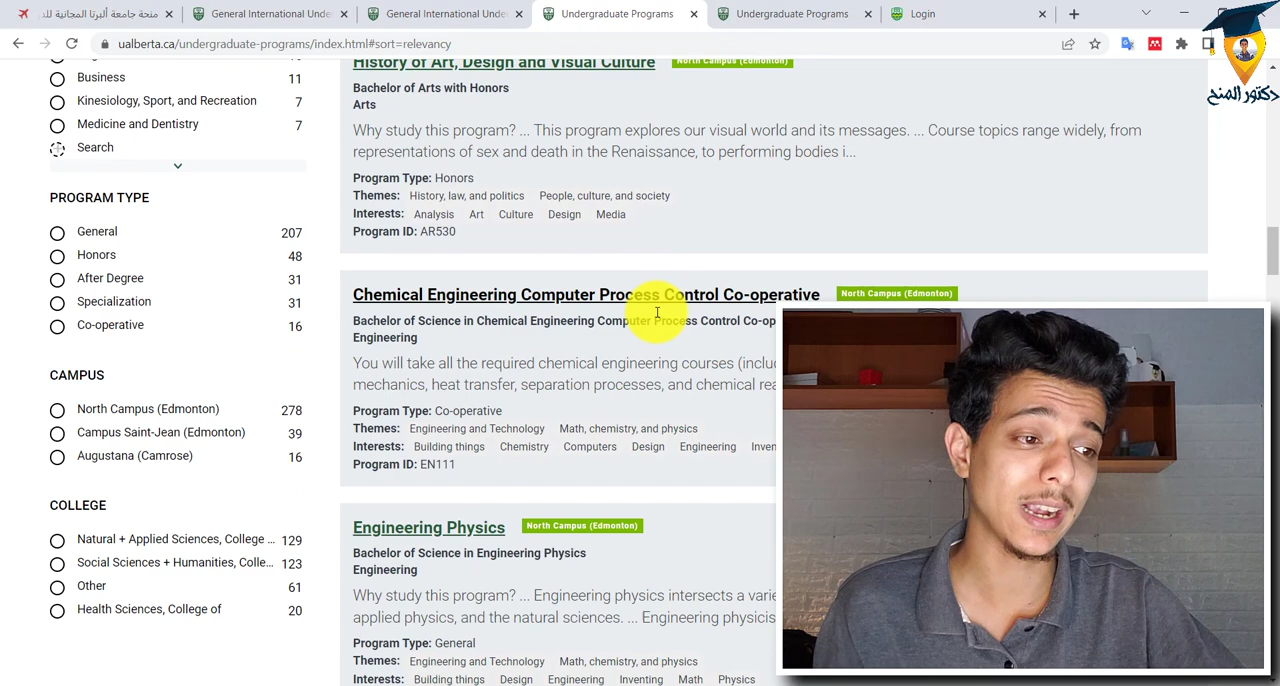 منحة جامعة ألبرتا المجانية للد
General International Unde
General International Unde
Undergraduate Programs
Undergraduate Programs
Login
ualberta.ca/undergraduate-programs/index.html#sort=relevancy
دكتور المنح
Business 11
Kinesiology, Sport, and Recreation 7
Medicine and Dentistry 7
Search
PROGRAM TYPE
General 207
Honors 48
After Degree 31
Specialization 31
Co-operative 16
CAMPUS
North Campus (Edmonton) 278
Campus Saint-Jean (Edmonton) 39
Augustana (Camrose) 16
COLLEGE
Natural + Applied Sciences, College ... 129
Social Sciences + Humanities, Colle... 123
Other 61
Health Sciences, College of 20
History of Art, Design and Visual Culture North Campus (Edmonton)
Bachelor of Arts with Honors
Arts
Why study this program? ... This program explores our visual world and its messages. ... Course topics range widely, from
representations of sex and death in the Renaissance, to performing bodies i...
Program Type: Honors
Themes: History, law, and politics People, culture, and society
Interests: Analysis Art Culture Design Media
Program ID: AR530
Chemical Engineering Computer Process Control Co-operative North Campus (Edmonton)
Bachelor of Science in Chemical Engineering Computer Process Control Co-op
Engineering
You will take all the required chemical engineering courses (inclu
mechanics, heat transfer, separation processes, and chemical rea
Program Type: Co-operative
Themes: Engineering and Technology Math, chemistry, and physics
Interests: Building things Chemistry Computers Design Engineering Inven
Program ID: EN111
Engineering Physics North Campus (Edmonton)
Bachelor of Science in Engineering Physics
Engineering
Why study this program? ... Engineering physics intersects a varie
applied physics, and the natural sciences. ... Engineering physicis
Program Type: General
Themes: Engineering and Technology Math, chemistry, and physics
Interests: Building things Design Engineering Inventing Math Physics